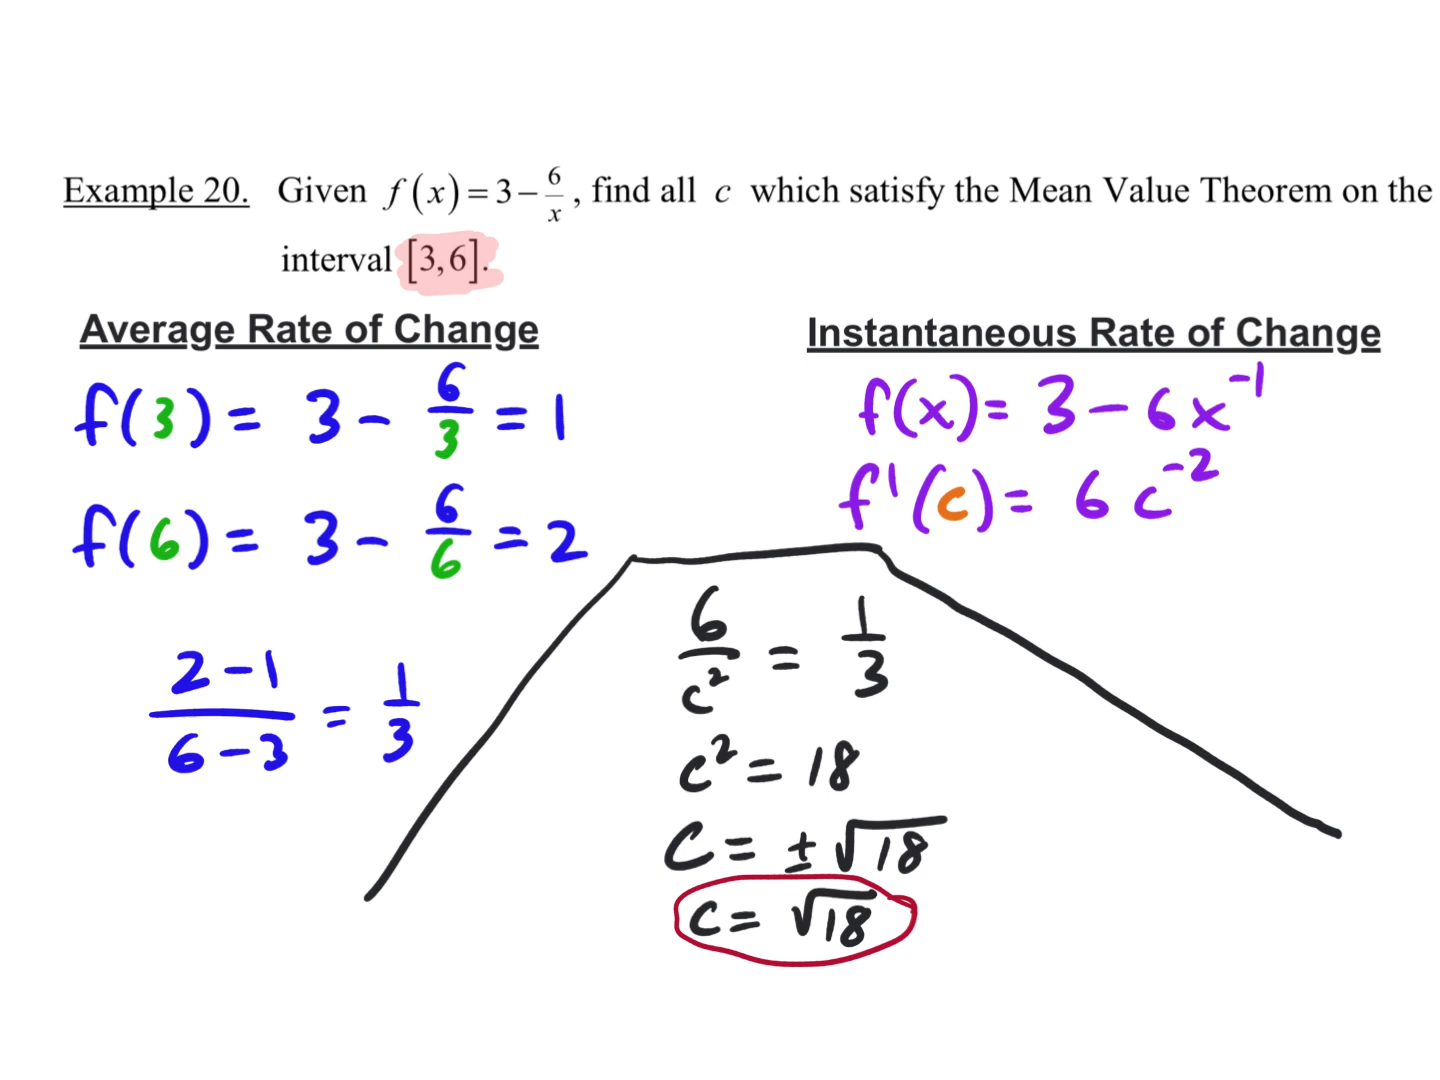 Example 20. Given f(x)=3−6/x, find all c which satisfy the Mean Value Theorem on the
interval [3,6].
Average Rate of Change
f(3) = 3 − 6/3 = 1
f(6) = 3 − 6/6 = 2
2−1/6−3 = 1/3
Instantaneous Rate of Change
f(x) = 3 − 6x⁻¹
f'(c) = 6c⁻²
6/c² = 1/3
c² = 18
C = ±√18
C = √18